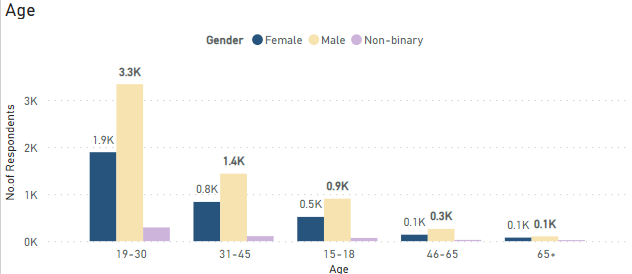 Age
Gender Female Male Non-binary
3.3K
3K
1.9K
2K
1.4K
0.8K
0.9K
1K
0.5K
0.1K 0.3K
0.1K 0.1K
0K
19-30 31-45 15-18 46-65 65+
Age
No.of Respondents